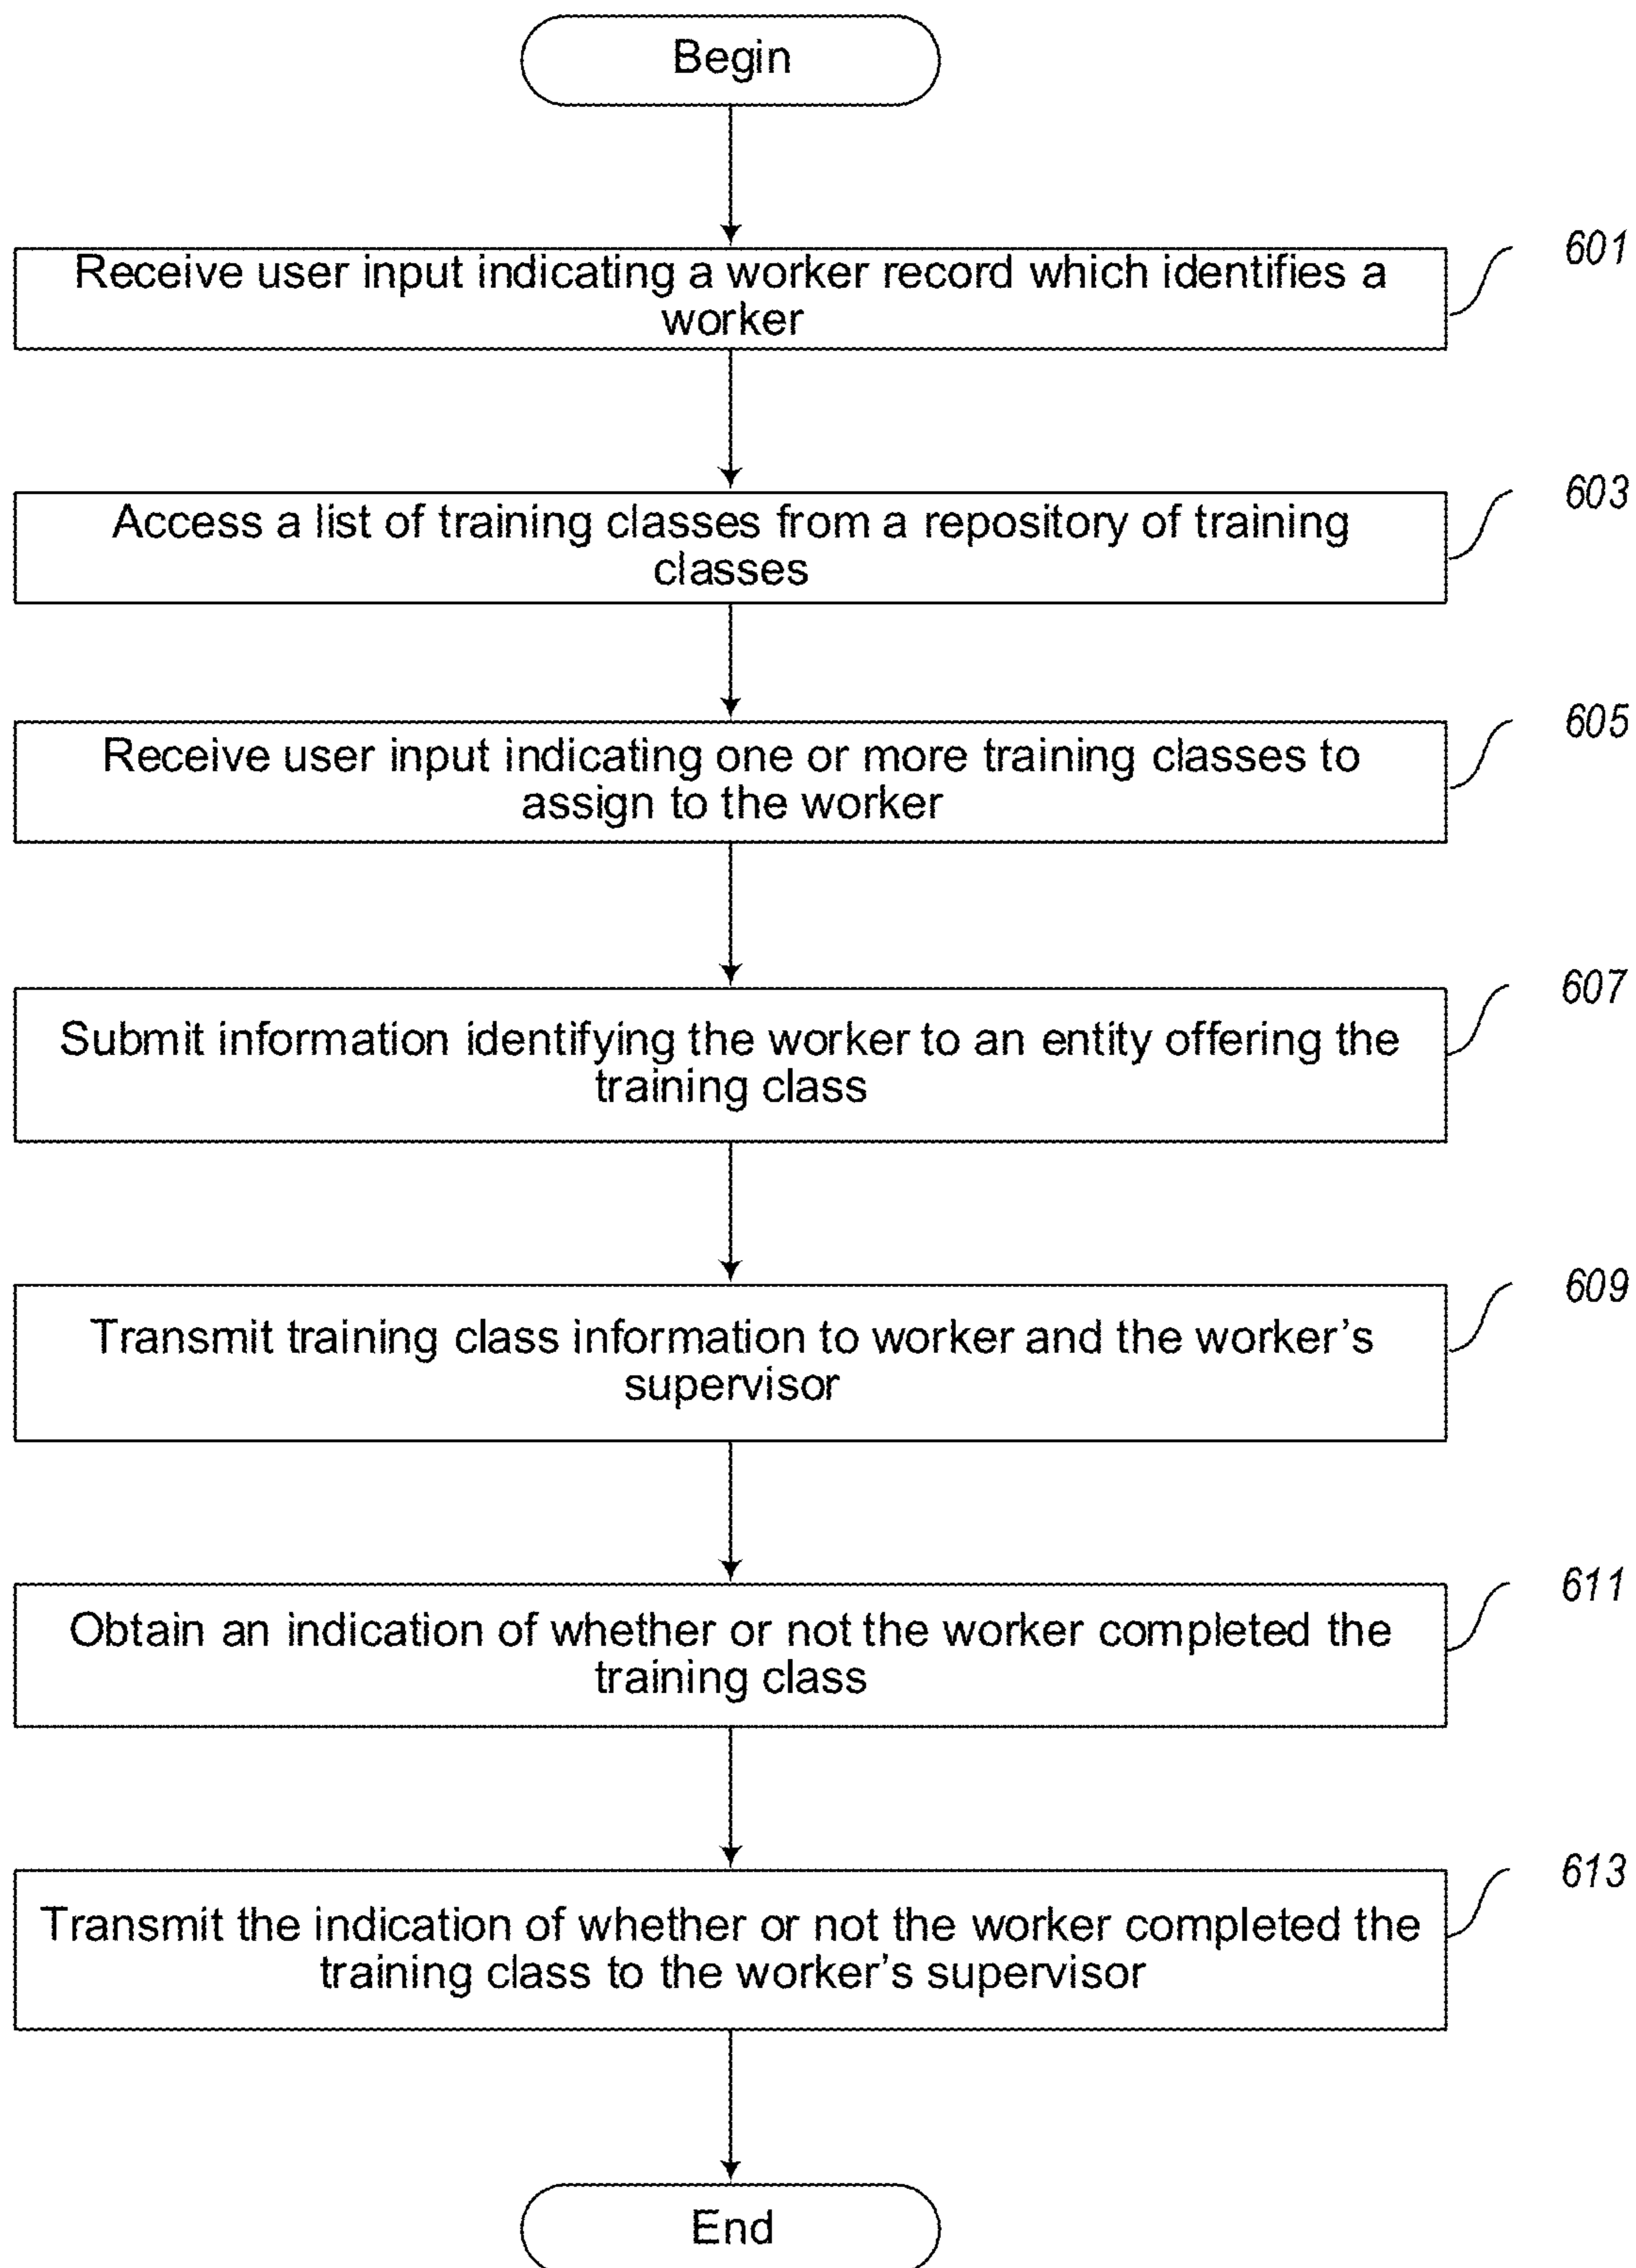 Begin
Receive user input indicating a worker record which identifies a
worker
601
Access a list of training classes from a repository of training
classes
603
Receive user input indicating one or more training classes to
assign to the worker
605
Submit information identifying the worker to an entity offering the
training class
607
Transmit training class information to worker and the worker’s
supervisor
609
Obtain an indication of whether or not the worker completed the
training class
611
Transmit the indication of whether or not the worker completed the
training class to the worker’s supervisor
613
End